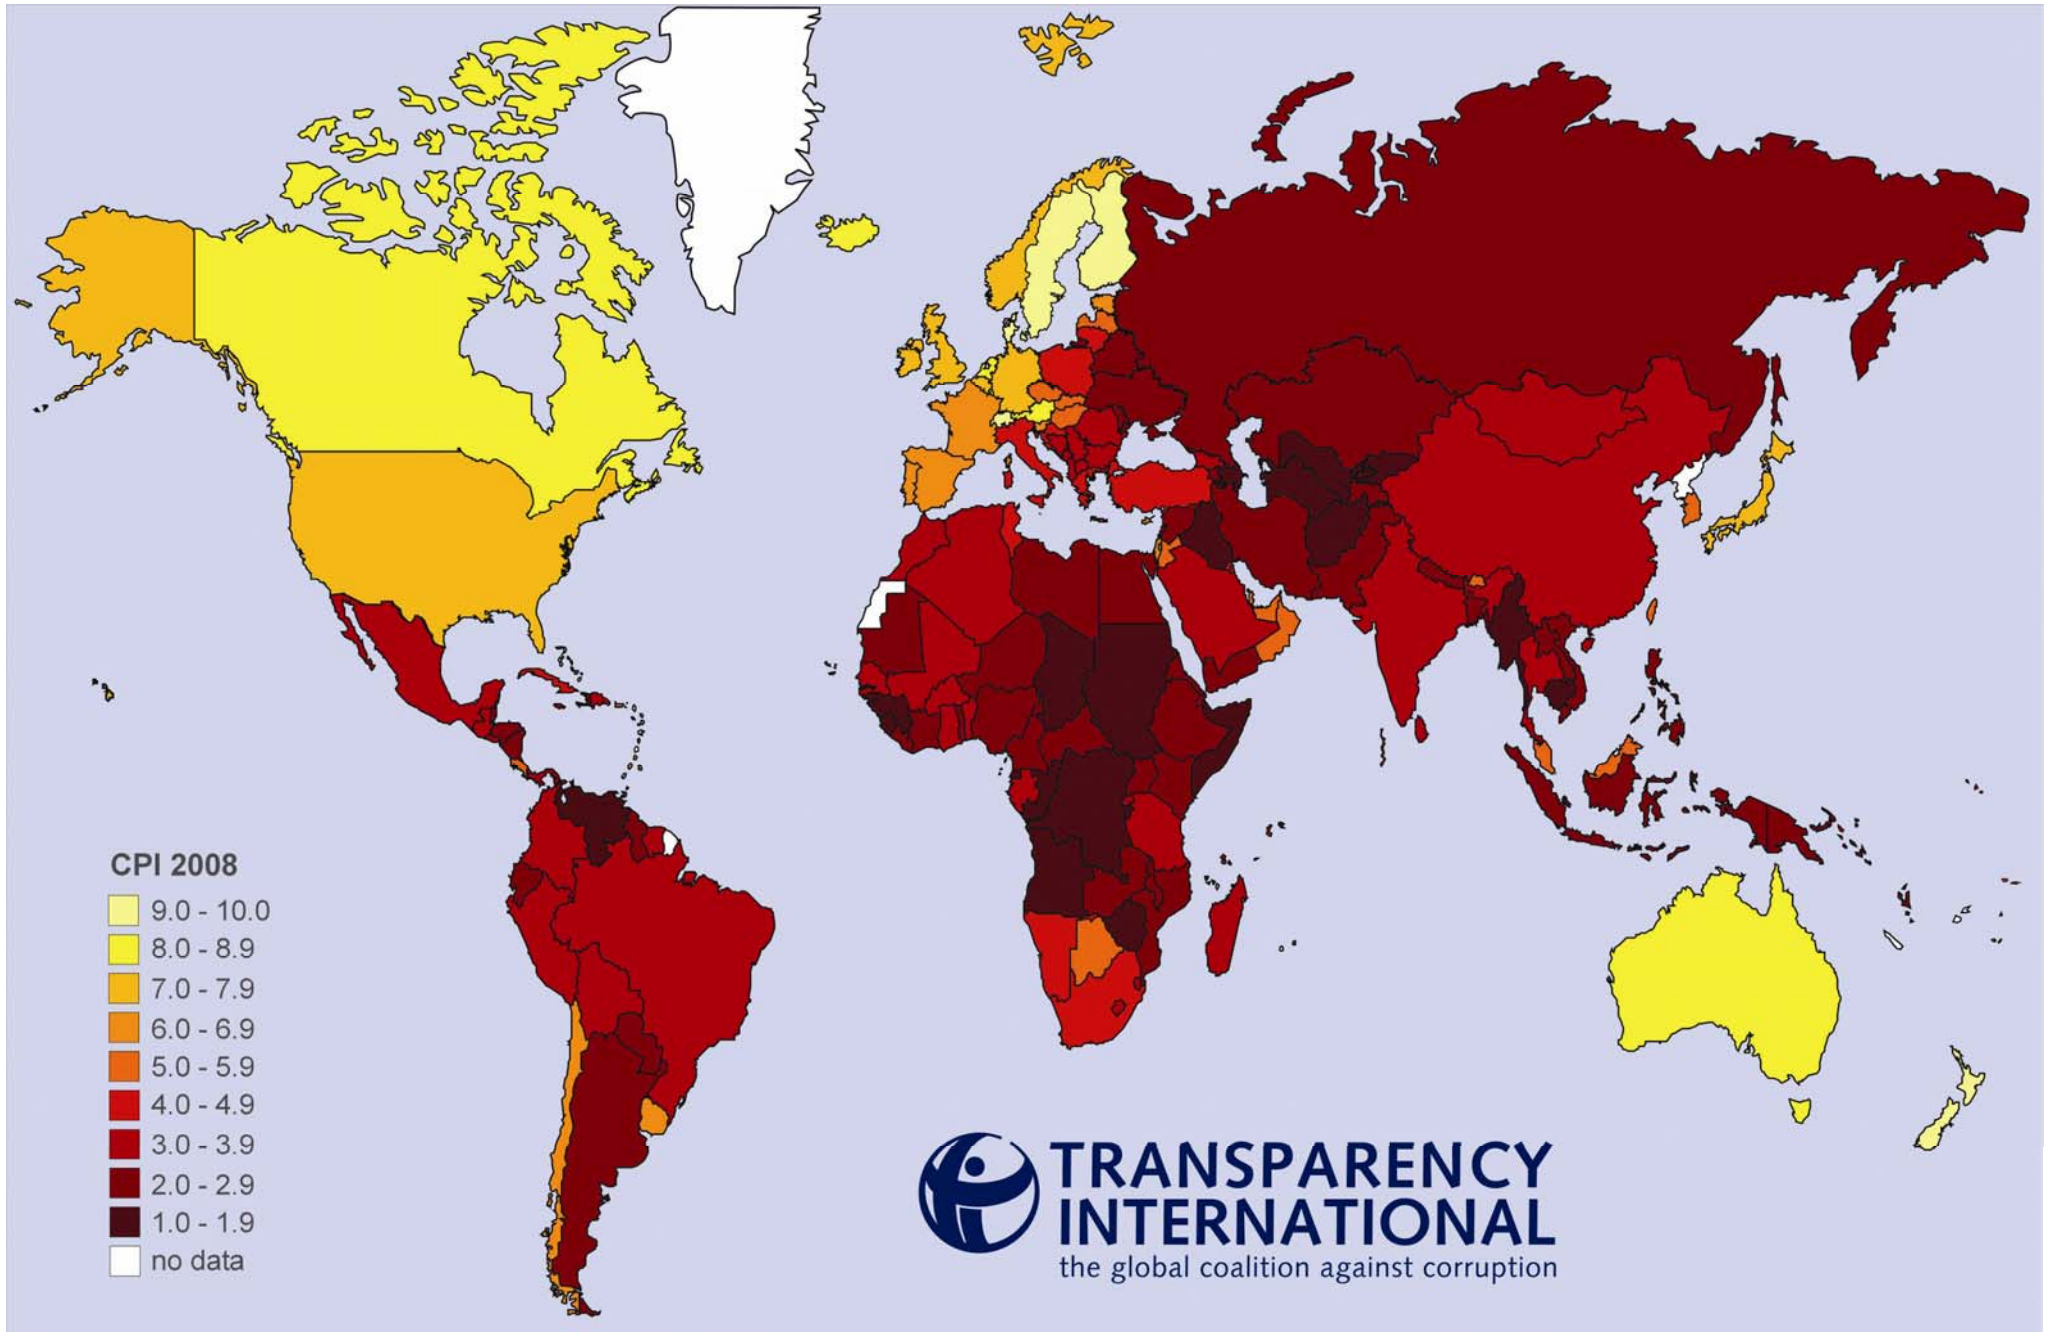 CPI 2008
9.0 - 10.0
8.0 - 8.9
7.0 - 7.9
6.0 - 6.9
5.0 - 5.9
4.0 - 4.9
3.0 - 3.9
2.0 - 2.9
1.0 - 1.9
no data
TRANSPARENCY
INTERNATIONAL
the global coalition against corruption